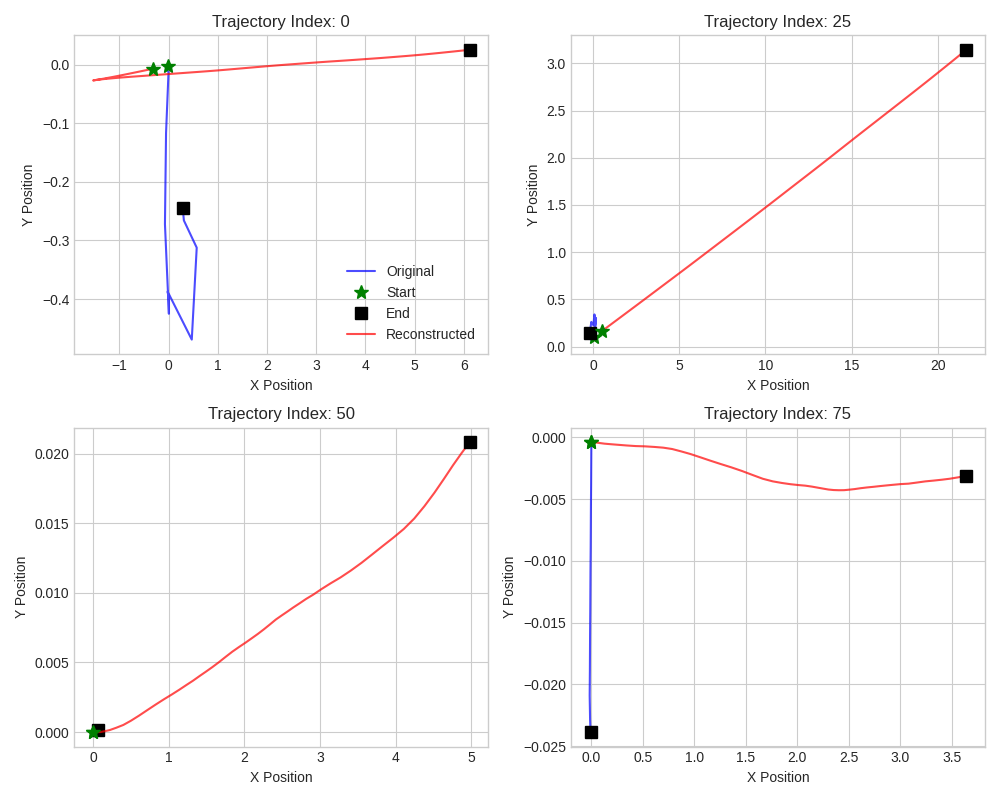 Trajectory Index: 0
0.0
−0.1
−0.2
−0.3
−0.4
Y Position
−1 0 1 2 3 4 5 6
X Position
Original
Start
End
Reconstructed
Trajectory Index: 25
3.0
2.5
2.0
1.5
1.0
0.5
0.0
Y Position
0 5 10 15 20
X Position
Trajectory Index: 50
0.020
0.015
0.010
0.005
0.000
Y Position
0 1 2 3 4 5
X Position
Trajectory Index: 75
0.000
−0.005
−0.010
−0.015
−0.020
−0.025
Y Position
0.0 0.5 1.0 1.5 2.0 2.5 3.0 3.5
X Position